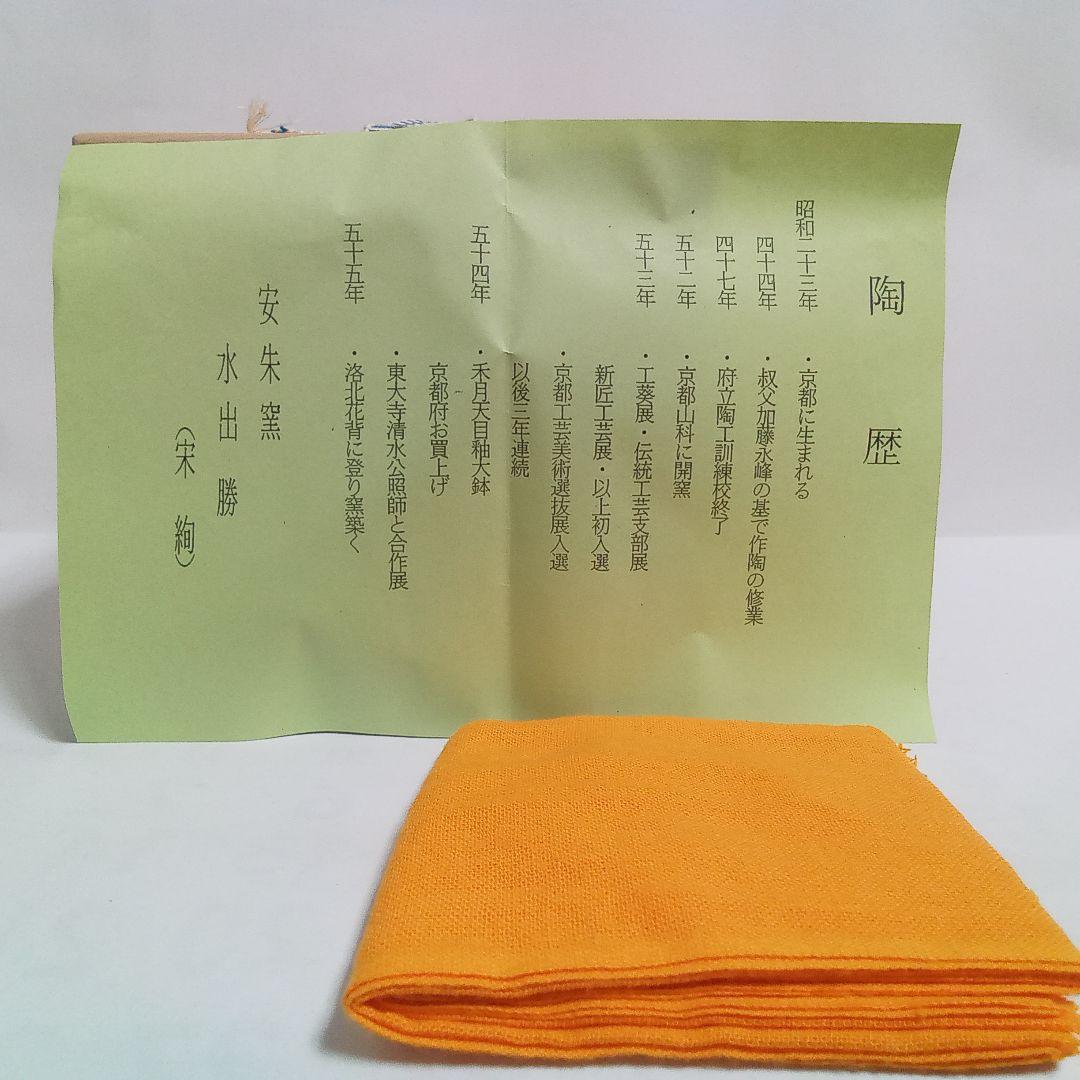 陶歴
昭和二十三年 ・京都に生まれる
四十四年 ・叔父加藤永峰の基で作陶の修業
四十七年 ・府立陶工訓練校終了
五十二年 ・京都山科に開窯
五十三年 ・工葵展・伝統工芸支部展
新匠工芸展・以上初入選
・京都工芸美術選抜展入選
以後三年連続
五十四年 ・禾月天目釉大鉢
京都府お買上げ
・東大寺清水公照師と合作展
五十五年 ・洛北花背に登り窯築く
安朱窯
水出勝
（宋絢）